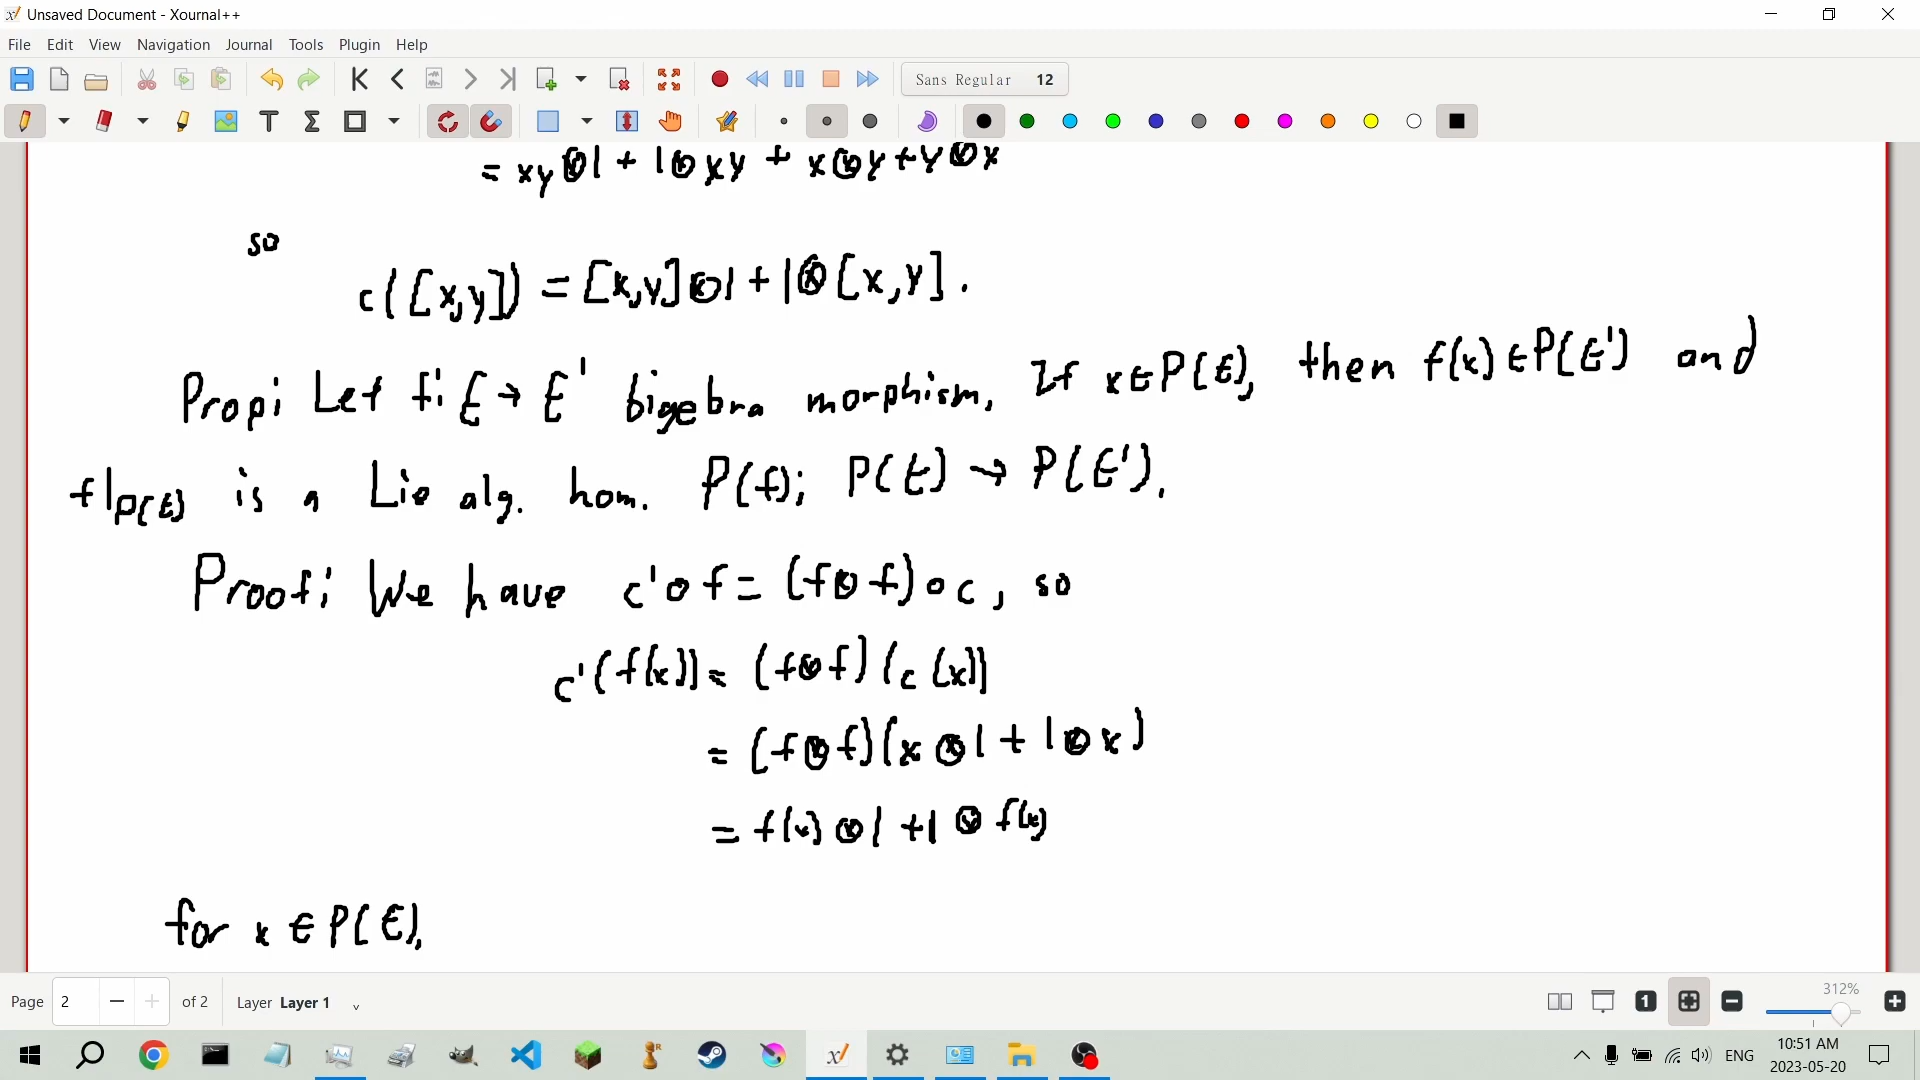 Unsaved Document - Xournal++
File Edit View Navigation Journal Tools Plugin Help
Sans Regular 12
= xy⊗1 + 1⊗xy + x⊗y + y⊗x
so
c([x,y]) = [x,y]⊗1 + 1⊗[x,y].
Prop: Let f: E → E' bigebra morphism. If x∈P(E), then f(x)∈P(E') and
f|P(E) is a Lie alg. hom. P(f): P(E) → P(E').
Proof: We have c'∘f = (f⊗f)∘c, so
c'(f(x)) = (f⊗f)(c(x))
= (f⊗f)(x⊗1 + 1⊗x)
= f(x)⊗1 + 1⊗f(x)
for x∈P(E),
Page 2 of 2 Layer Layer 1
1
312%
ENG
10:51 AM
2023-05-20